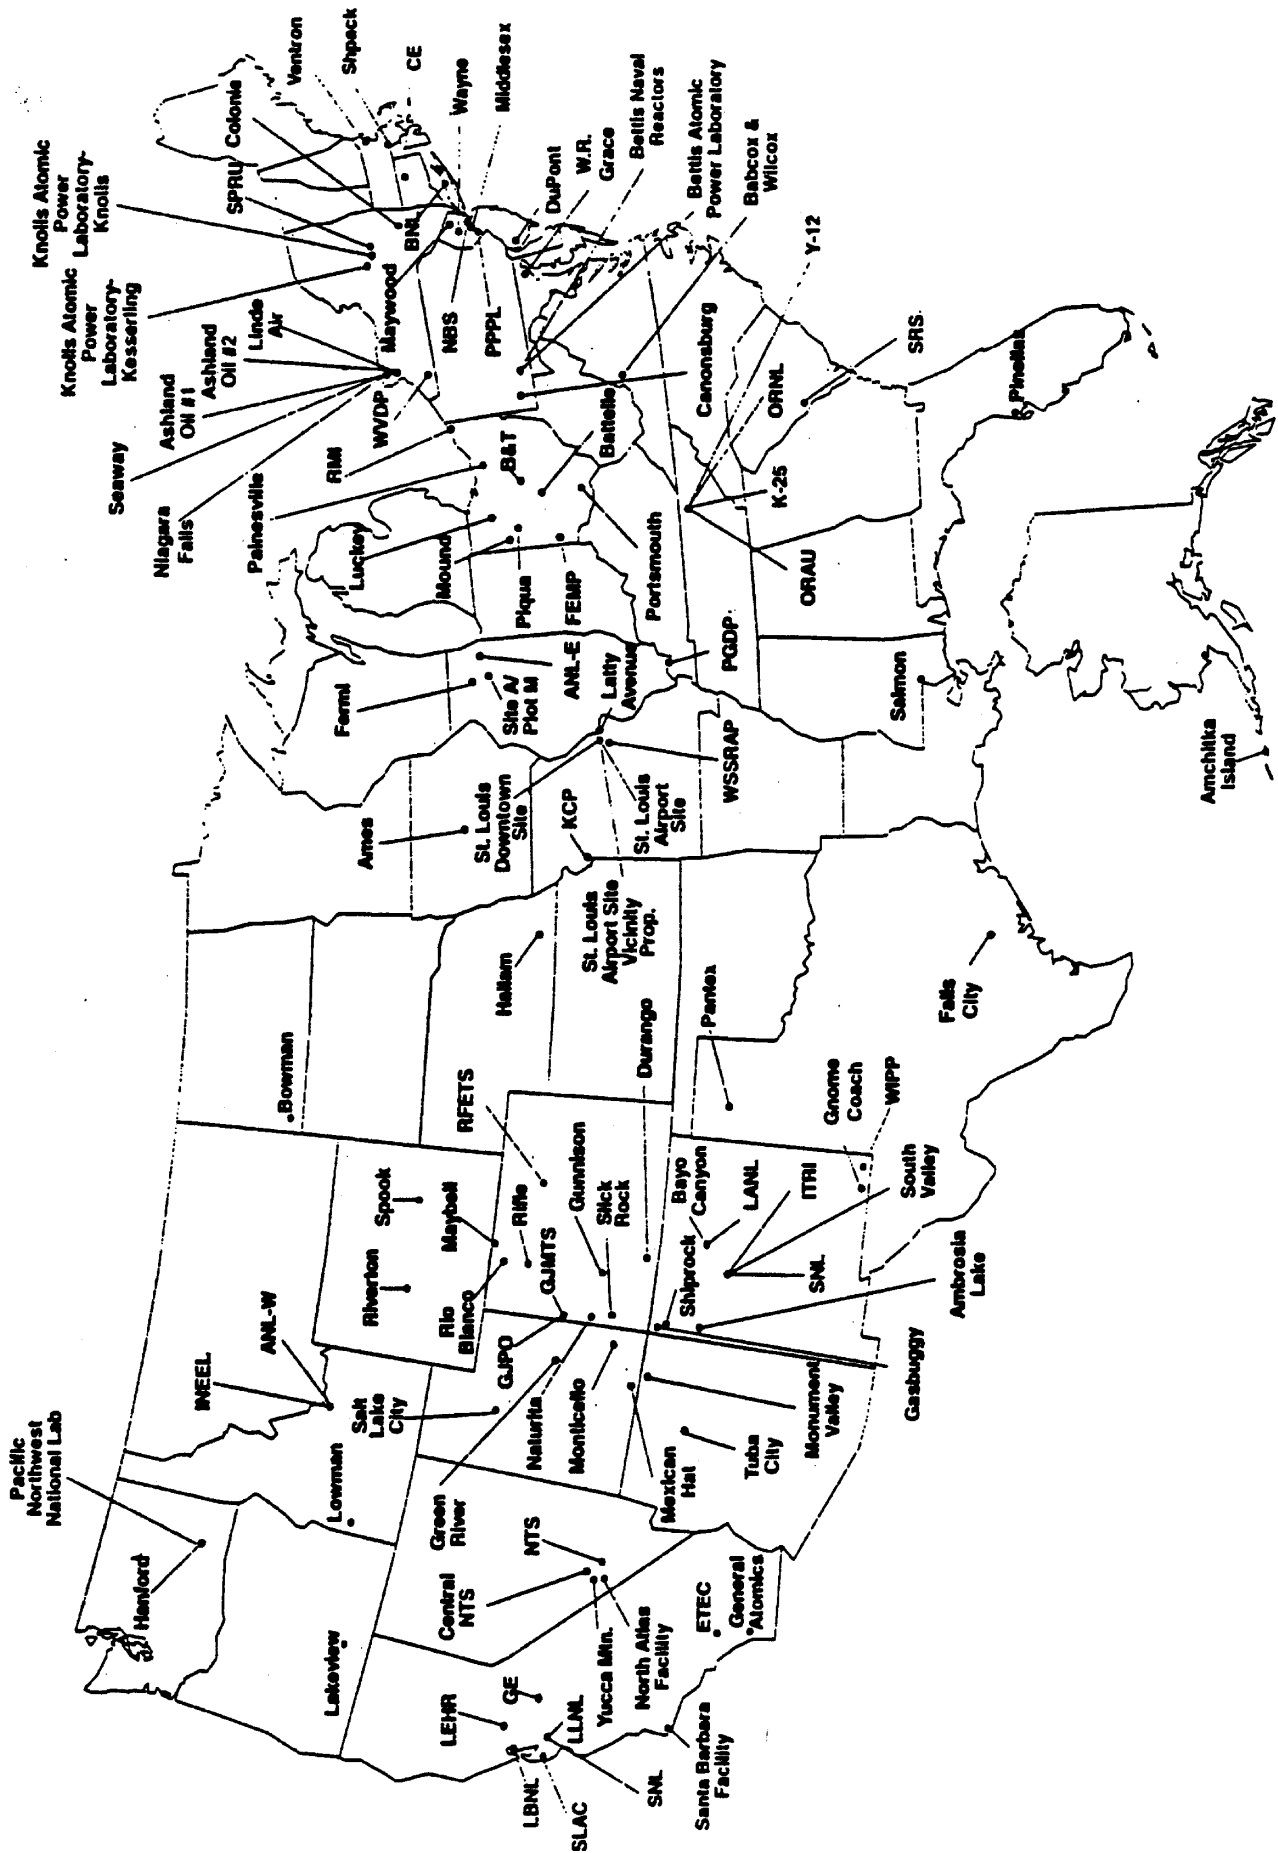 Pacific
Northwest
National Lab
Hanford
INEEL
ANL-W
Lowman
Lakeview
Bowman
Riverton
Spook
Salt
Lake
City
Rio
Blanco
Maybell
RFETS
Rifle
GJMTS
GJPO
Gunnison
Slick
Rock
Durango
Green
River
Naturita
Monticello
Mexican
Hat
Monument
Valley
Tuba
City
Central
NTS
NTS
Yucca Mtn.
North Atlas
Facility
LEHR
GE
LBNL
SLAC
LLNL
SNL
Santa Barbara
Facility
ETEC
General
Atomics
Shiprock
Bayo
Canyon
LANL
ITRI
SNL
South
Valley
Ambrosia
Lake
Gasbuggy
Gnome
Coach
WIPP
Pantex
Falls
City
Hallam
KCP
Ames
St. Louis
Downtown
Site
St. Louis
Airport Site
Vicinity
Prop.
St. Louis
Airport
Site
WSSRAP
Latty
Avenue
Fermi
Site A/
Plot M
ANL-E
PGDP
Salmon
Amchitka
Island
Seaway
Niagara
Falls
Ashland
Oil #1
Ashland
Oil #2
Linde
Air
Painesville
RMI
WVDP
Luckey
Mound
Piqua
FEMP
B&T
Battelle
Portsmouth
ORAU
K-25
ORNL
Y-12
Canonsburg
SRS
Pinellas
Knolls Atomic
Power
Laboratory-
Kesserling
Knolls Atomic
Power
Laboratory-
Knolls
SPRU
Colonie
Ventron
Shpack
CE
Wayne
Middlesex
BNL
Maywood
NBS
PPPL
DuPont
W.R.
Grace
Bettis Naval
Reactors
Bettis Atomic
Power Laboratory
Babcox &
Wilcox